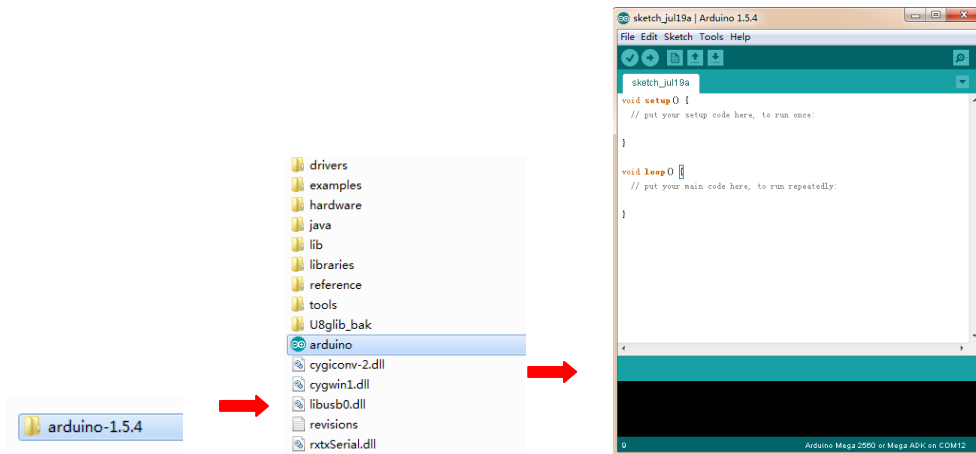 arduino-1.5.4
drivers
examples
hardware
java
lib
libraries
reference
tools
U8glib_bak
arduino
cygiconv-2.dll
cygwin1.dll
libusb0.dll
revisions
rxtxSerial.dll
sketch_jul19a | Arduino 1.5.4
File Edit Sketch Tools Help
sketch_jul19a
void setup() {
// put your setup code here, to run once:
}
void loop() {
// put your main code here, to run repeatedly:
}
9
Arduino Mega 2560 or Mega ADK on COM12